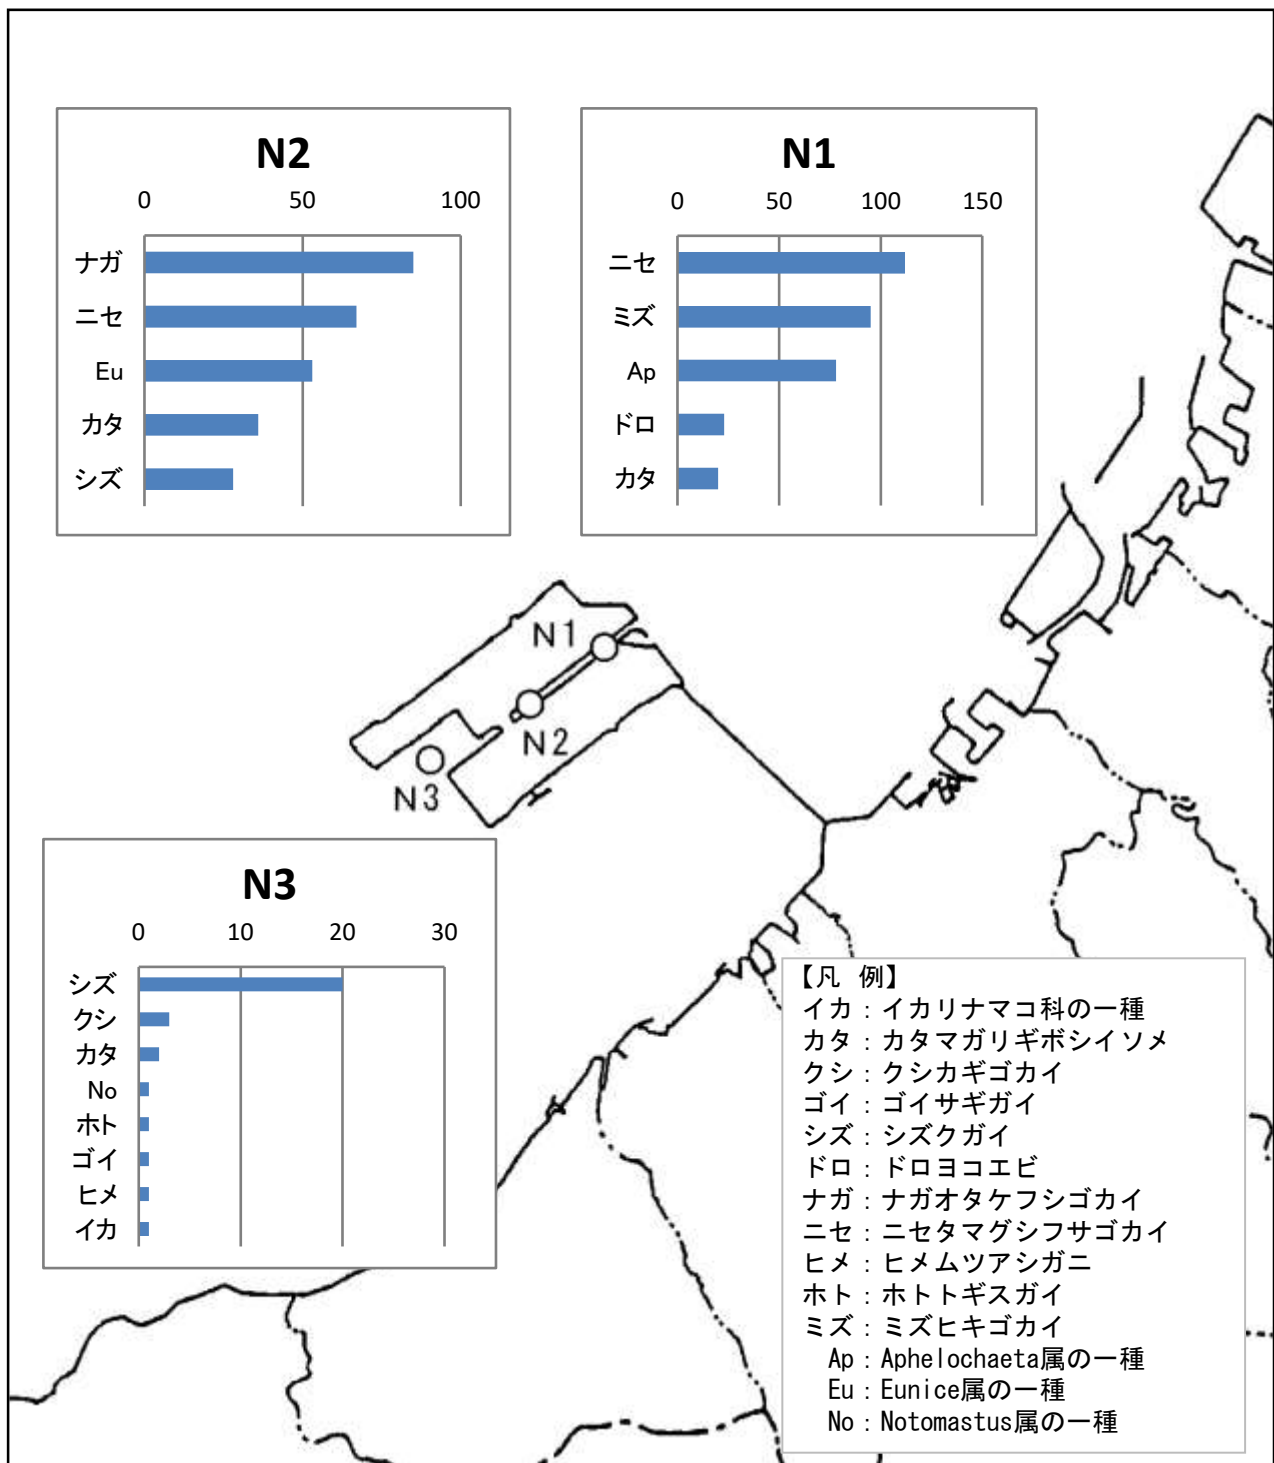 N2
0 50 100
ナガ
ニセ
Eu
カタ
シズ
N1
0 50 100 150
ニセ
ミズ
Ap
ドロ
カタ
N1
N2
N3
N3
0 10 20 30
シズ
クシ
カタ
No
ホト
ゴイ
ヒメ
イカ
【凡 例】
イカ：イカリナマコ科の一種
カタ：カタマガリギボシイソメ
クシ：クシカギゴカイ
ゴイ：ゴイサギガイ
シズ：シズクガイ
ドロ：ドロヨコエビ
ナガ：ナガオタケフシゴカイ
ニセ：ニセタマグシフサゴカイ
ヒメ：ヒメムツアシガニ
ホト：ホトトギスガイ
ミズ：ミズヒキゴカイ
Ap：Aphelochaeta属の一種
Eu：Eunice属の一種
No：Notomastus属の一種